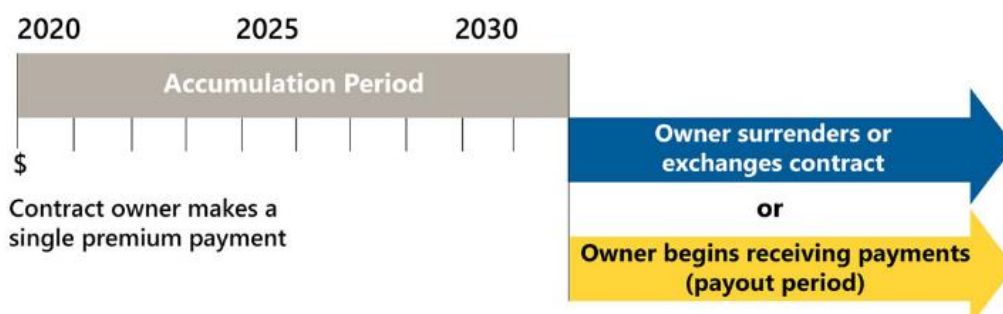 2020 2025 2030
Accumulation Period
$
Contract owner makes a
single premium payment
Owner surrenders or
exchanges contract
or
Owner begins receiving payments
(payout period)